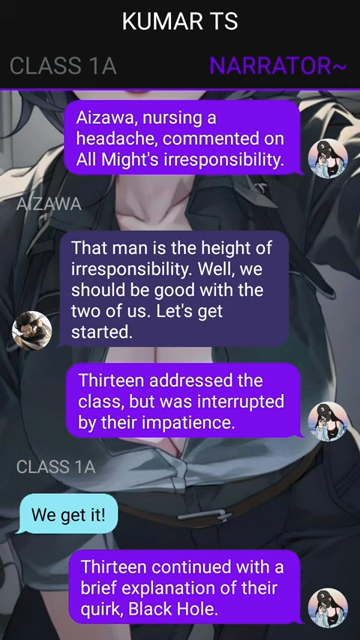 KUMAR TS
CLASS 1A
NARRATOR~
Aizawa, nursing a
headache, commented on
All Might's irresponsibility.
AIZAWA
That man is the height of
irresponsibility. Well, we
should be good with the
two of us. Let's get
started.
Thirteen addressed the
class, but was interrupted
by their impatience.
CLASS 1A
We get it!
Thirteen continued with a
brief explanation of their
quirk, Black Hole.